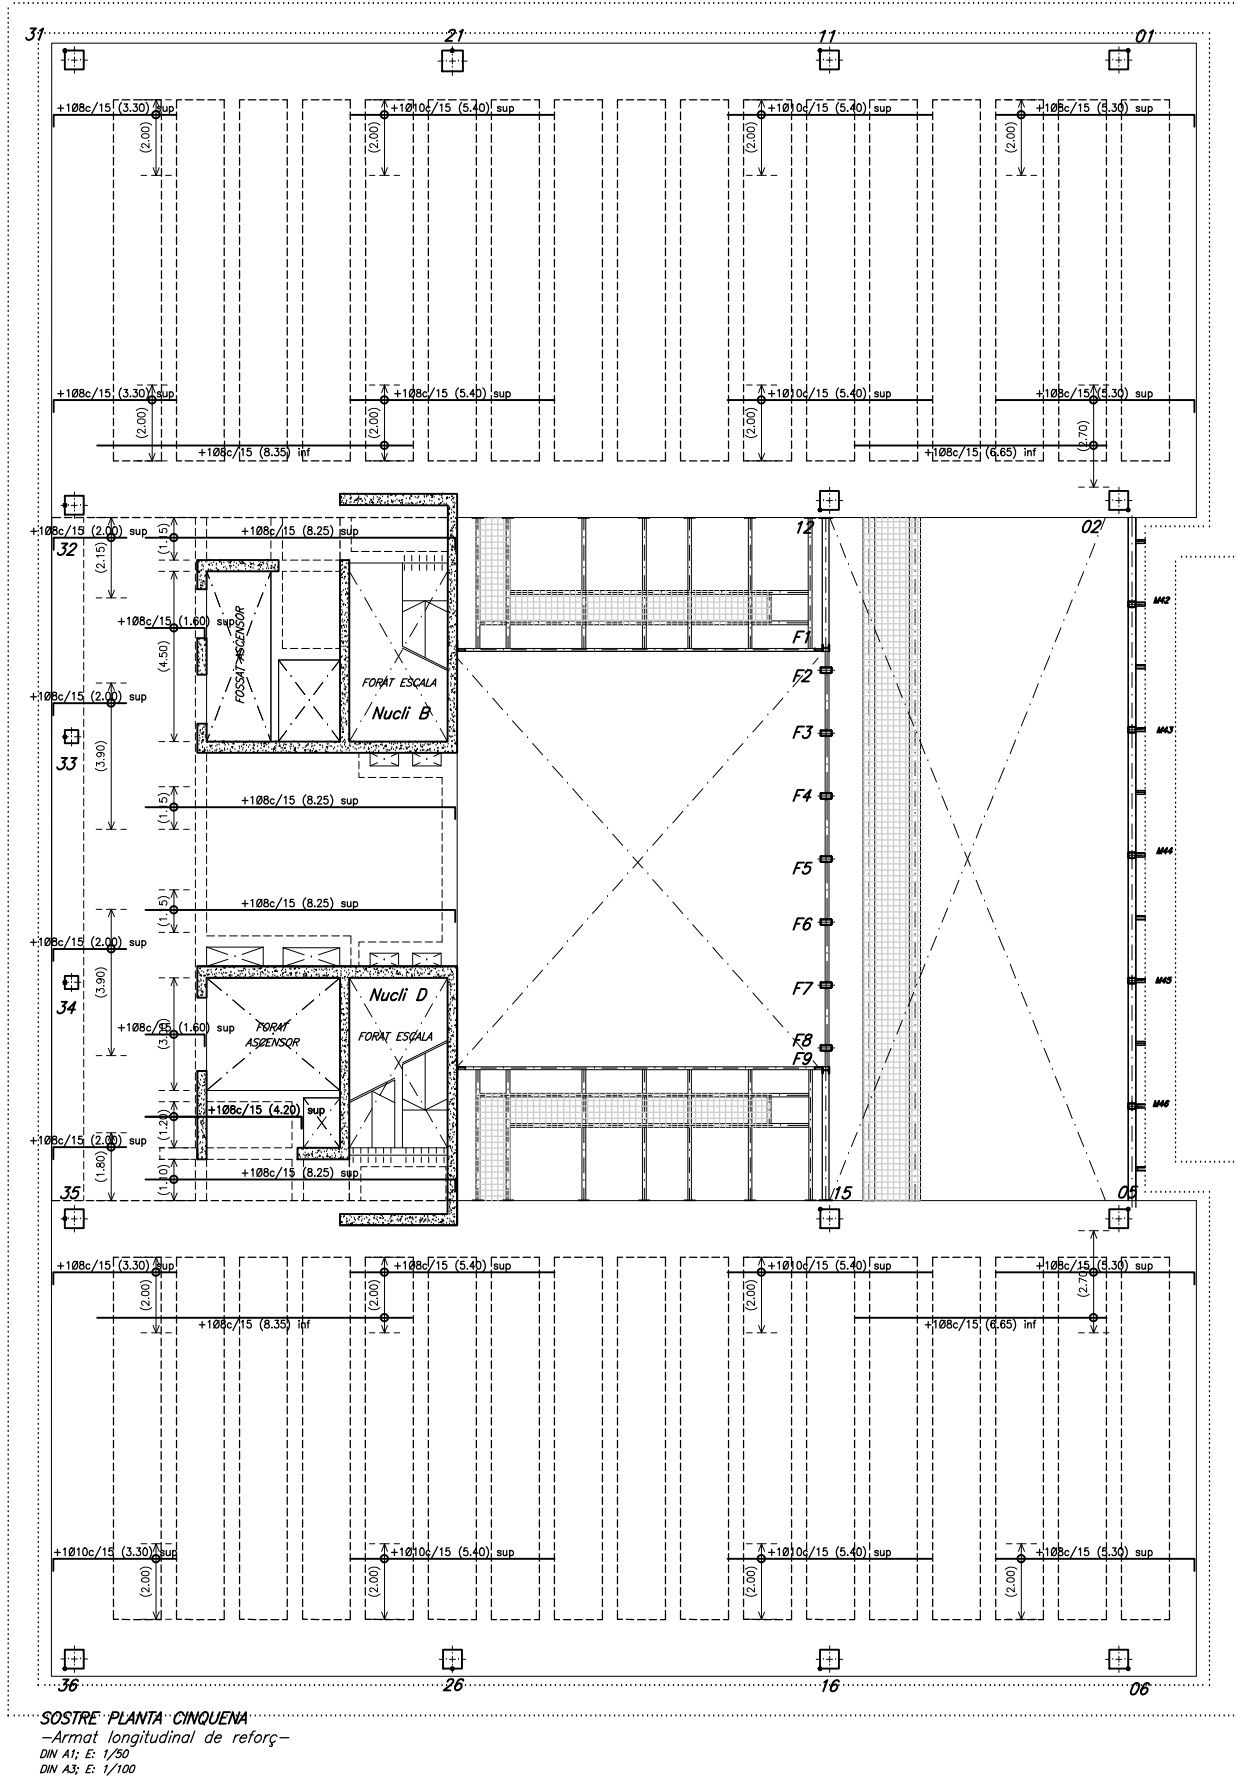 31
21
11
01
+1Ø8c/15 (3.30) sup
+1Ø10c/15 (5.40) sup
+1Ø10c/15 (5.40) sup
+1Ø8c/15 (5.30) sup
(2.00)
(2.00)
(2.00)
(2.00)
+1Ø8c/15 (3.30) sup
+1Ø8c/15 (5.40) sup
+1Ø10c/15 (5.40) sup
+1Ø8c/15 (5.30) sup
(2.00)
(2.00)
(2.00)
(2.70)
+1Ø8c/15 (8.35) inf
+1Ø8c/15 (6.65) inf
+1Ø8c/15 (2.00) sup
+1Ø8c/15 (8.25) sup
12
02
32
(2.15)
(1.15)
M42
+1Ø8c/15 (1.60) sup
F1
(4.50)
FOSSAT ASCENSOR
FORAT ESCALA
F2
+1Ø8c/15 (2.00) sup
Nucli B
33
F3
M43
(3.90)
+1Ø8c/15 (8.25) sup
(1.15)
F4
M44
F5
+1Ø8c/15 (8.25) sup
(1.15)
F6
+1Ø8c/15 (2.00) sup
(3.90)
34
Nucli D
F7
M45
+1Ø8c/15 (1.60) sup
FORAT
ASCENSOR
FORAT ESCALA
F8
F9
+1Ø8c/15 (4.20) sup
(1.20)
M46
+1Ø8c/15 (2.00) sup
(1.80)
(1.10)
+1Ø8c/15 (8.25) sup
35
15
05
+1Ø8c/15 (3.30) sup
+1Ø8c/15 (5.40) sup
+1Ø10c/15 (5.40) sup
+1Ø8c/15 (5.30) sup
(2.00)
(2.00)
(2.00)
(2.70)
+1Ø8c/15 (8.35) inf
+1Ø8c/15 (6.65) inf
+1Ø10c/15 (3.30) sup
+1Ø10c/15 (5.40) sup
+1Ø10c/15 (5.40) sup
+1Ø8c/15 (5.30) sup
(2.00)
(2.00)
(2.00)
(2.00)
36
26
16
06
SOSTRE PLANTA CINQUENA
-Armat longitudinal de reforç-
DIN A1; E: 1/50
DIN A3; E: 1/100